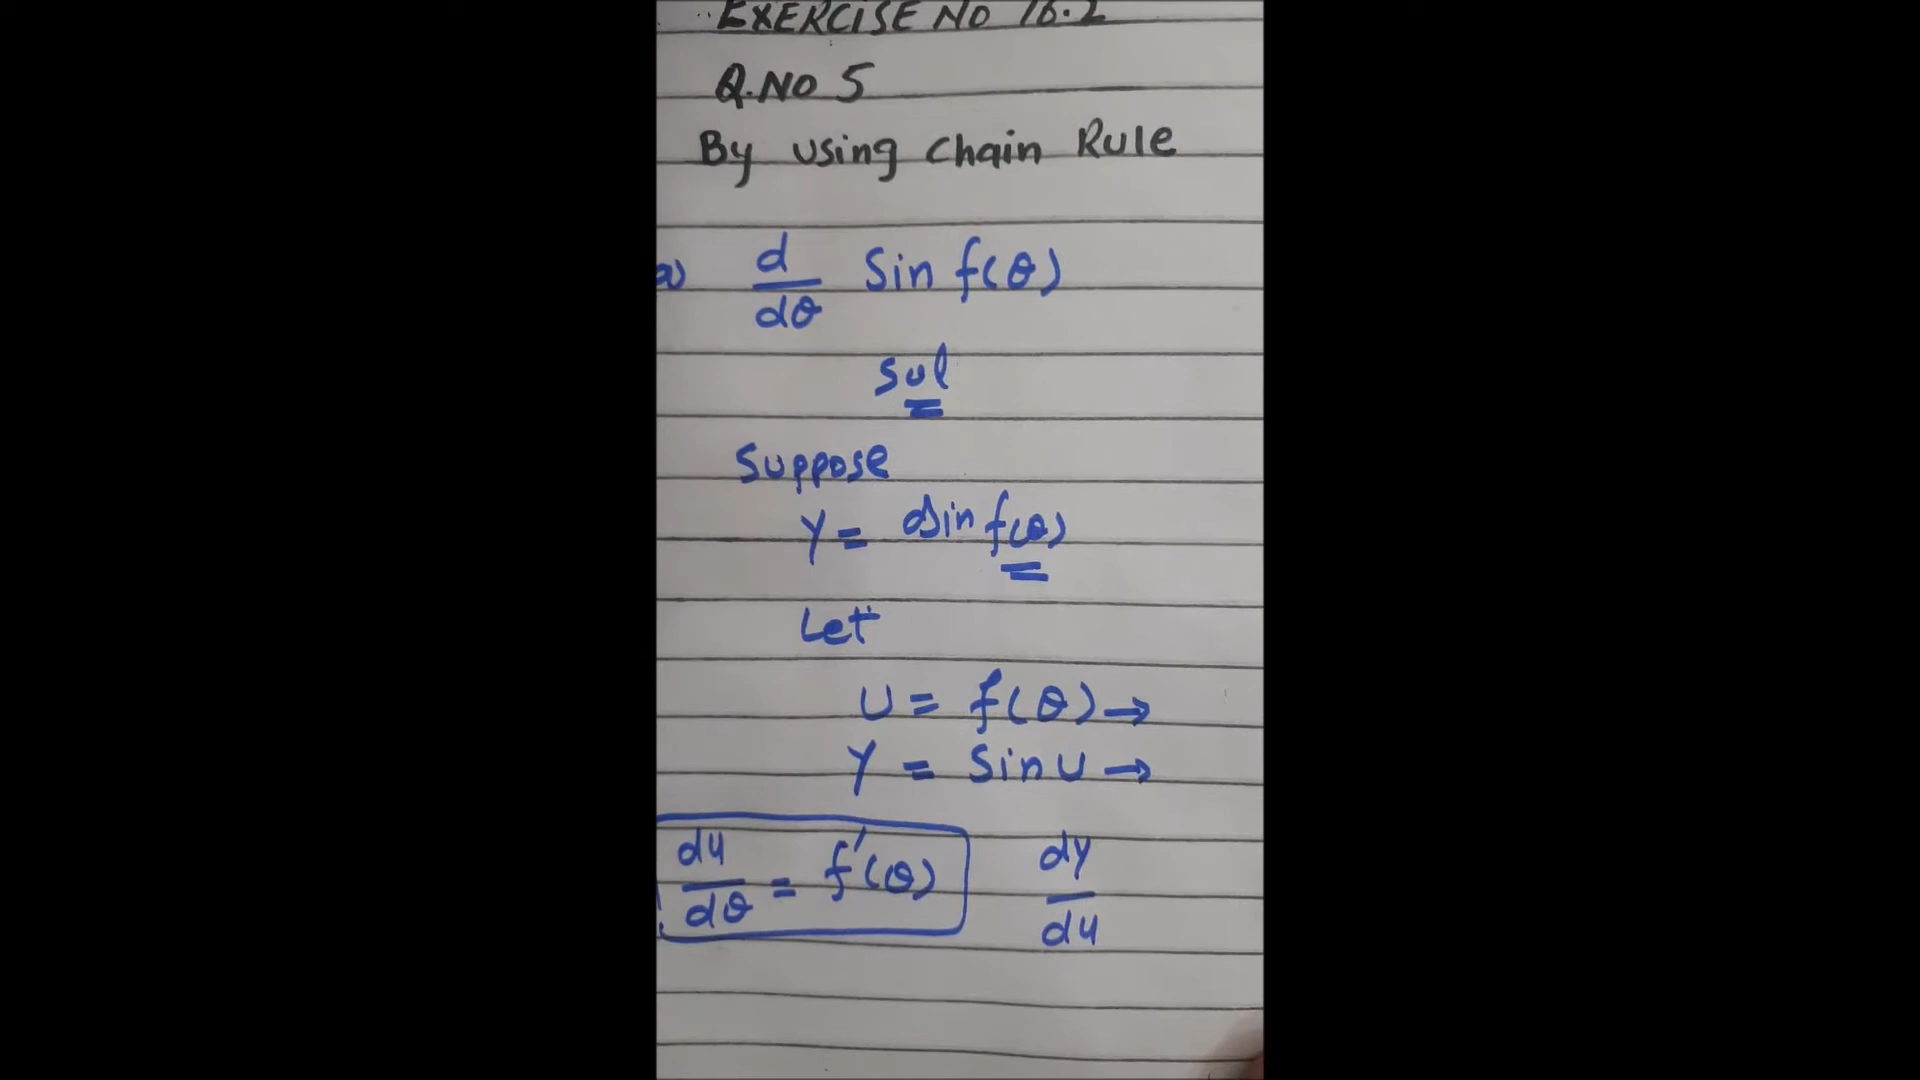 EXERCISE NO 16.2
Q.NO 5
By using chain Rule
a) d/dθ Sin f(θ)
Sol
Suppose
Y = Sin f(θ)
Let
U = f(θ) →
Y = Sin U →
du/dθ = f'(θ) dy/du